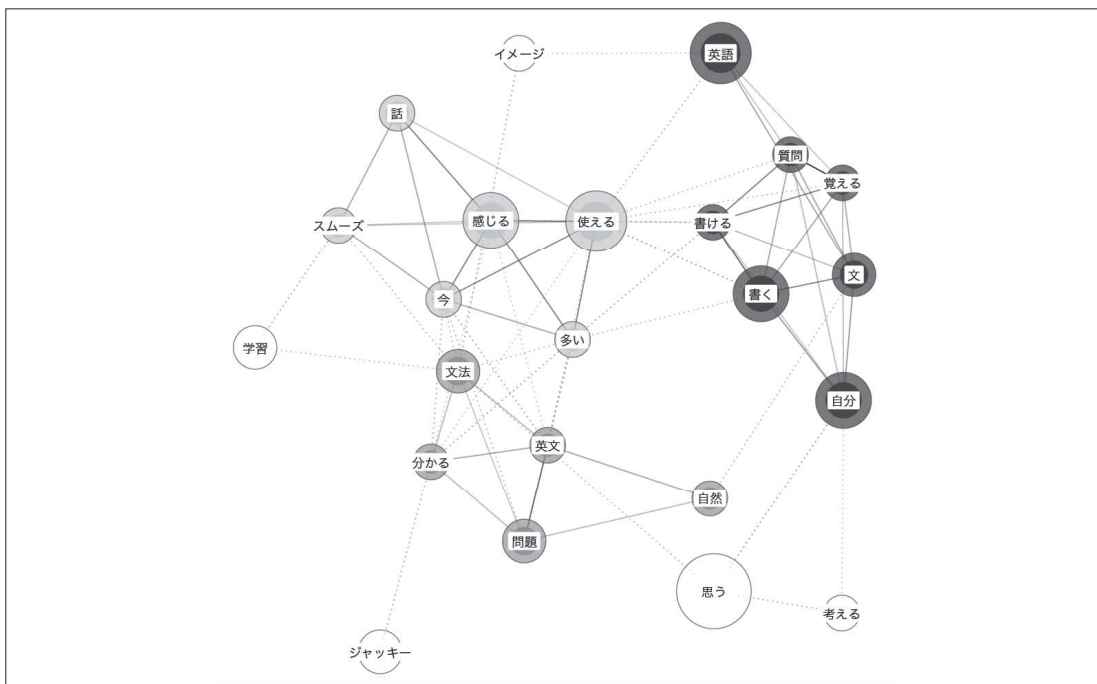 イメージ
英語
話
質問
覚える
スムーズ
感じる
使える
書ける
今
書く
文
学習
多い
文法
自分
分かる
英文
自然
問題
思う
考える
ジャッキー